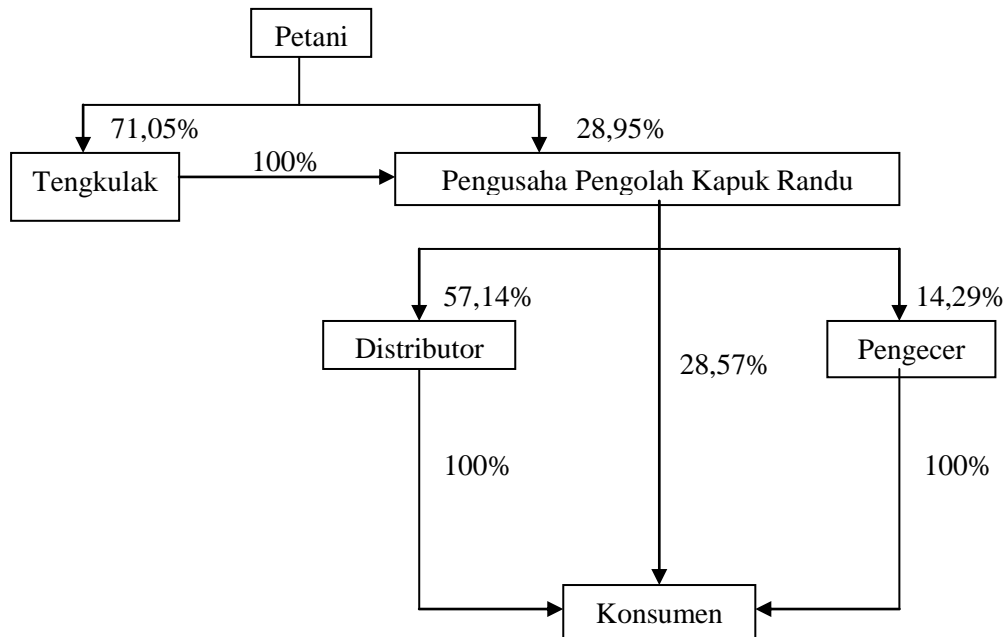 Petani
71,05%
28,95%
Tengkulak
100%
Pengusaha Pengolah Kapuk Randu
57,14%
14,29%
Distributor
28,57%
Pengecer
100%
100%
Konsumen